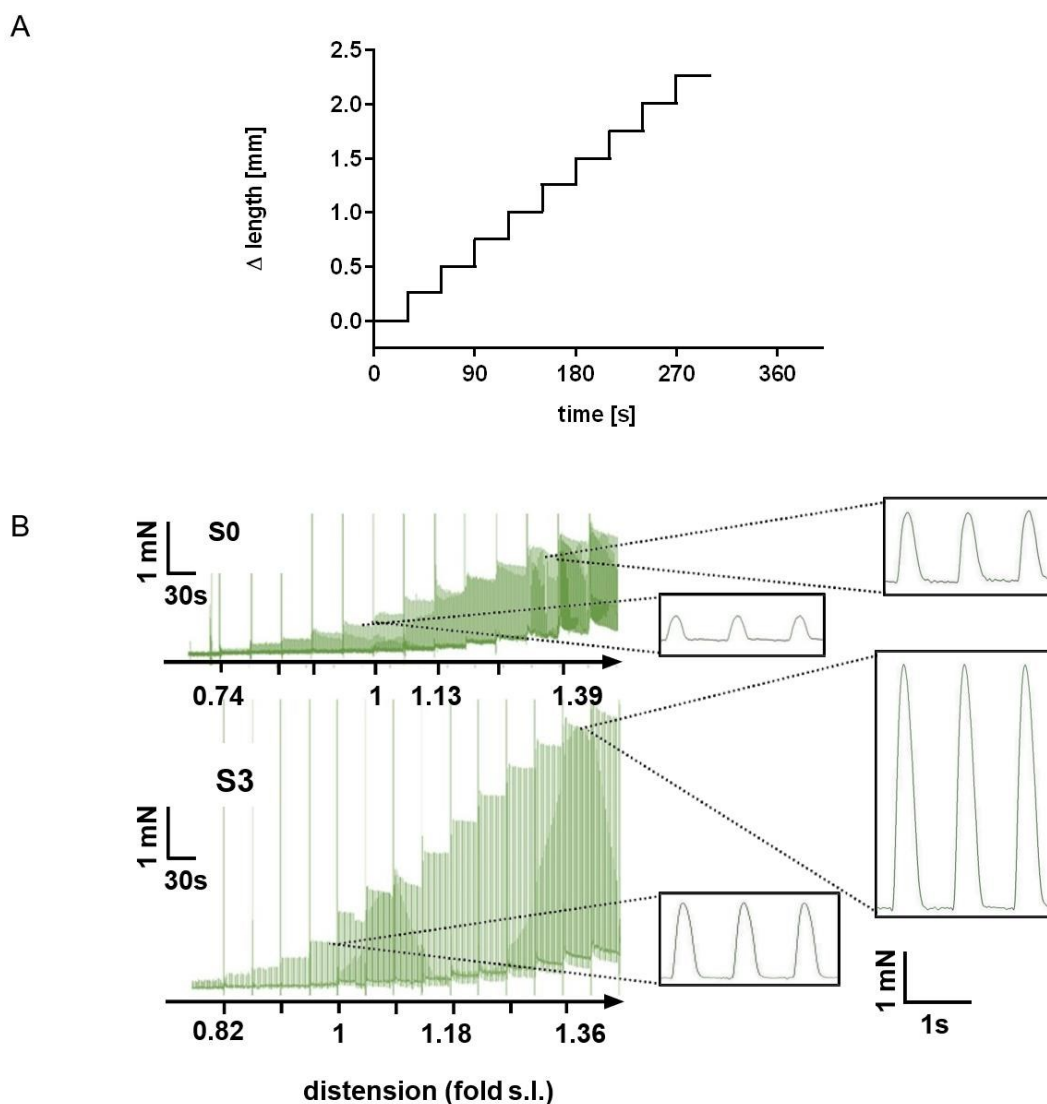 A
2.5
2.0
1.5
1.0
0.5
0.0
Δ length [mm]
0 90 180 270 360
time [s]
B
1 mN
30s
S0
0.74 1 1.13 1.39
1 mN
30s
S3
0.82 1 1.18 1.36
1 mN
1s
distension (fold s.l.)